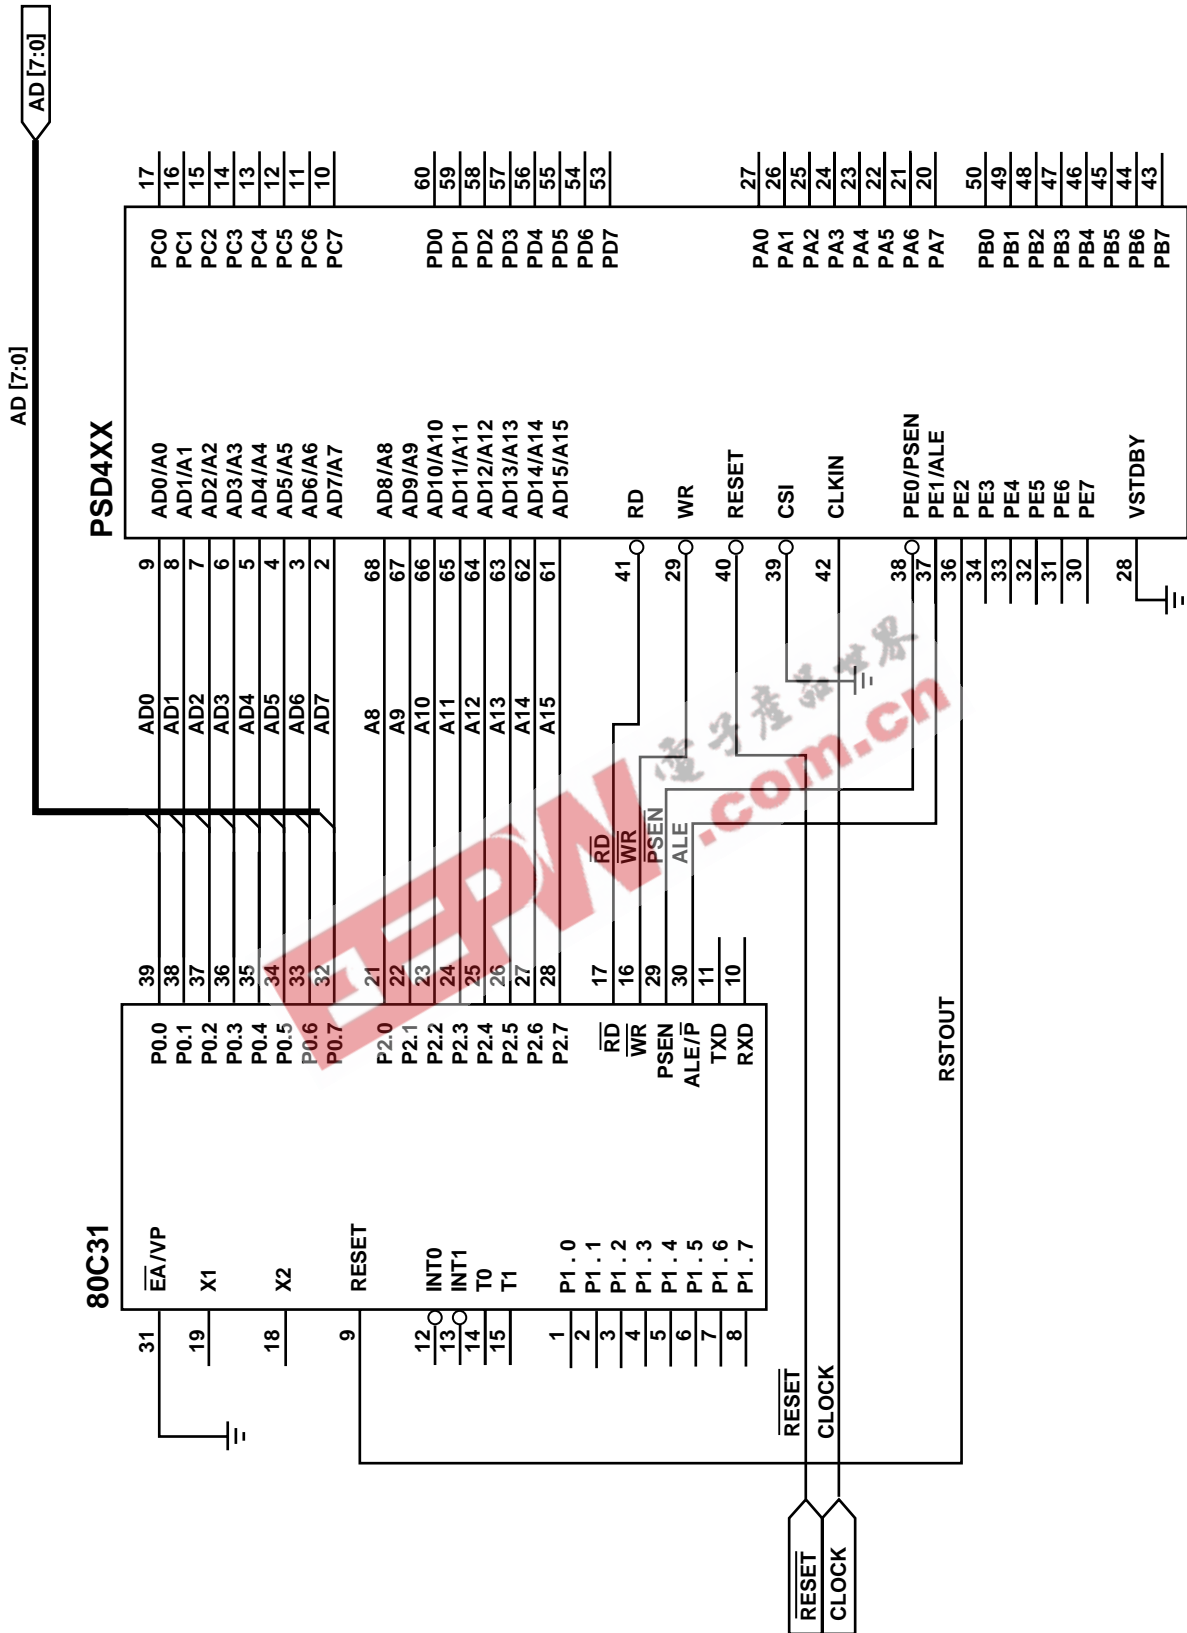 AD [7:0]
AD [7:0]
80C31
PSD4XX
31 EA/VP
19 X1
18 X2
9 RESET
12 INT0
13 INT1
14 T0
15 T1
1 P1.0
2 P1.1
3 P1.2
4 P1.3
5 P1.4
6 P1.5
7 P1.6
8 P1.7
P0.0 39 AD0 9 AD0/A0
P0.1 38 AD1 8 AD1/A1
P0.2 37 AD2 7 AD2/A2
P0.3 36 AD3 6 AD3/A3
P0.4 35 AD4 5 AD4/A4
P0.5 34 AD5 4 AD5/A5
P0.6 33 AD6 3 AD6/A6
P0.7 32 AD7 2 AD7/A7
P2.0 21 A8 68 AD8/A8
P2.1 22 A9 67 AD9/A9
P2.2 23 A10 66 AD10/A10
P2.3 24 A11 65 AD11/A11
P2.4 25 A12 64 AD12/A12
P2.5 26 A13 63 AD13/A13
P2.6 27 A14 62 AD14/A14
P2.7 28 A15 61 AD15/A15
RD 17 RD 41 RD
WR 16 WR 29 WR
PSEN 29 PSEN
ALE/P 30 ALE
TXD 11
RXD 10
40 RESET
39 CSI
42 CLKIN
38 PE0/PSEN
37 PE1/ALE
36 PE2
34 PE3
33 PE4
32 PE5
31 PE6
30 PE7
28 VSTDBY
PC0 17
PC1 16
PC2 15
PC3 14
PC4 13
PC5 12
PC6 11
PC7 10
PD0 60
PD1 59
PD2 58
PD3 57
PD4 56
PD5 55
PD6 54
PD7 53
PA0 27
PA1 26
PA2 25
PA3 24
PA4 23
PA5 22
PA6 21
PA7 20
PB0 50
PB1 49
PB2 48
PB3 47
PB4 46
PB5 45
PB6 44
PB7 43
RESET RESET
CLOCK CLOCK
RSTOUT
EEPW
.com.cn
電子產品世界